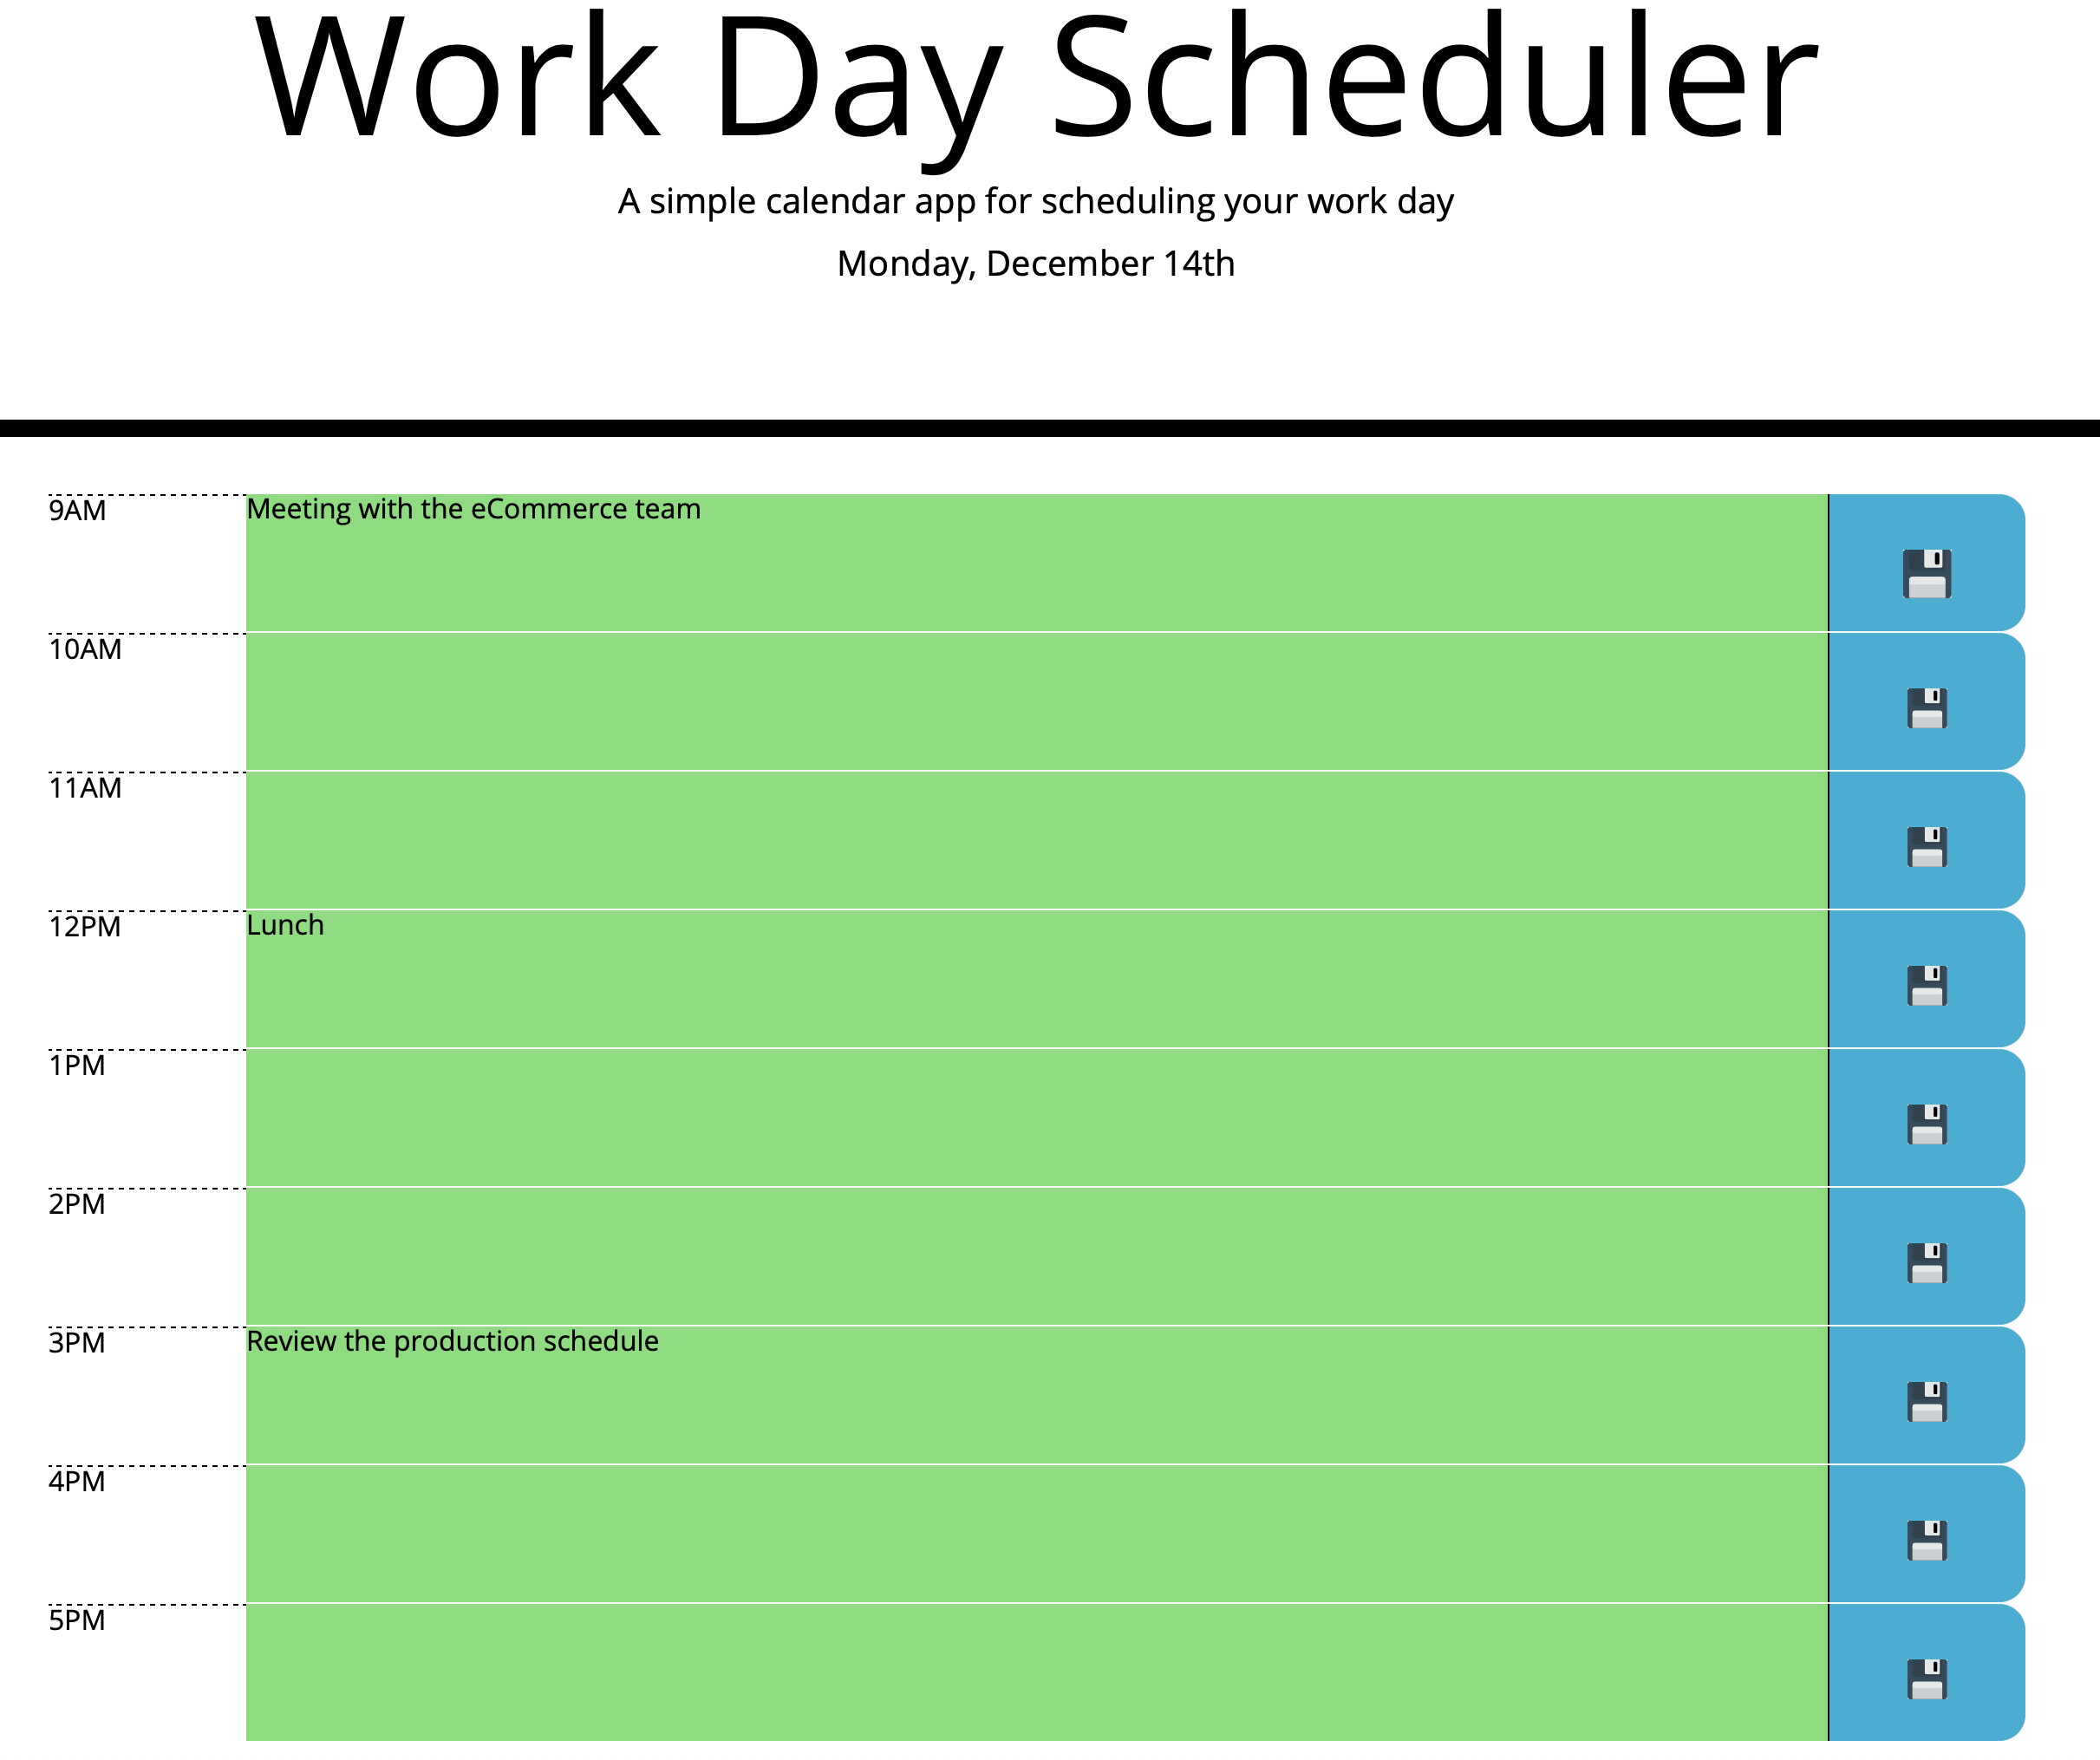 Work Day Scheduler
A simple calendar app for scheduling your work day
Monday, December 14th
9AM Meeting with the eCommerce team
10AM
11AM
12PM Lunch
1PM
2PM
3PM Review the production schedule
4PM
5PM